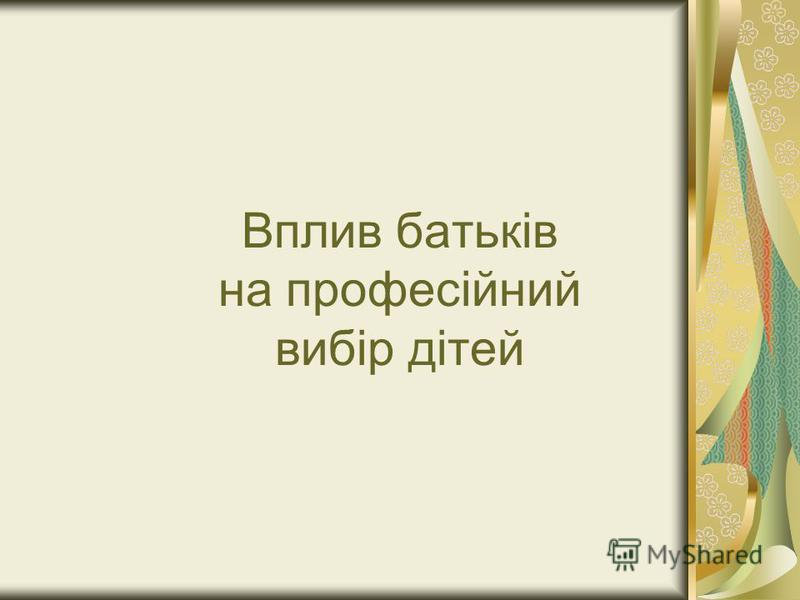 Вплив батьків
на професійний
вибір дітей
MyShared